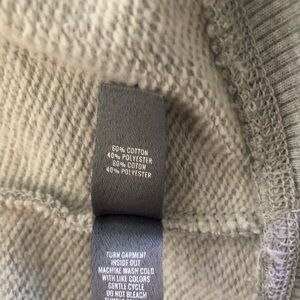 60% COTTON
40% POLYESTER
60% COTON
40% POLYESTER
TURN GARMENT
INSIDE OUT
MACHINE WASH COLD
WITH LIKE COLORS
GENTLE CYCLE
DO NOT BLEACH